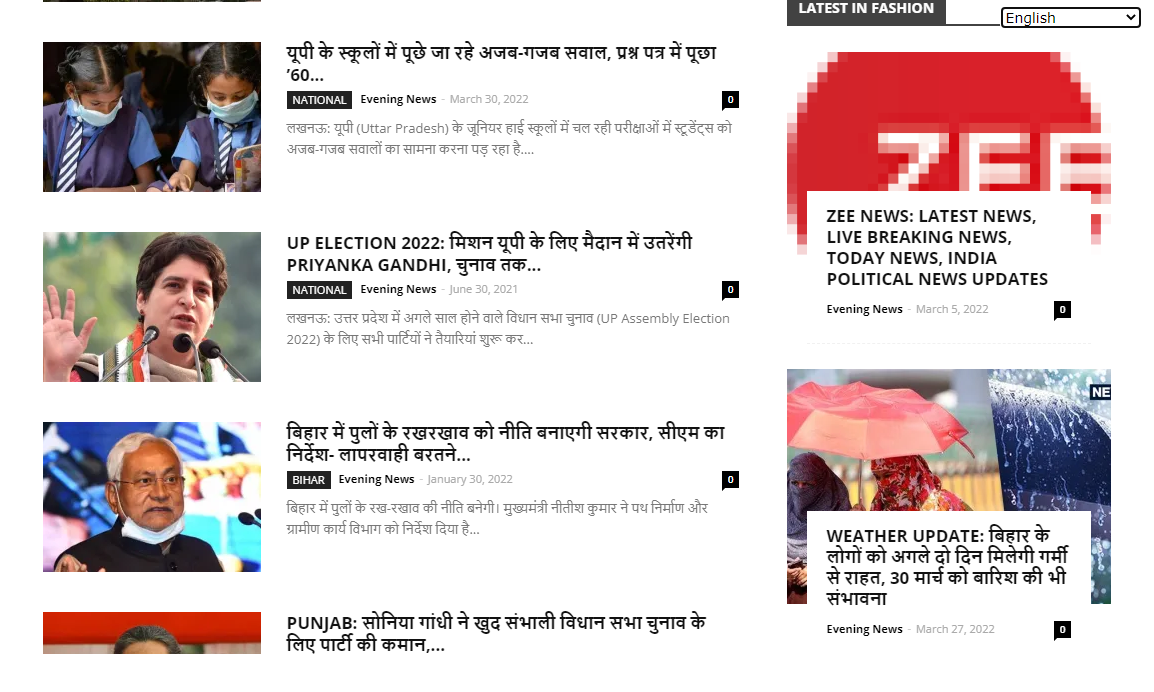 यूपी के स्कूलों में पूछे जा रहे अजब-गजब सवाल, प्रश्न पत्र में पूछा
’60...
NATIONAL Evening News - March 30, 2022 0
लखनऊ: यूपी (Uttar Pradesh) के जूनियर हाई स्कूलों में चल रही परीक्षाओं में स्टूडेंट्स को
अजब-गजब सवालों का सामना करना पड़ रहा है....
UP ELECTION 2022: मिशन यूपी के लिए मैदान में उतरेंगी
PRIYANKA GANDHI, चुनाव तक...
NATIONAL Evening News - June 30, 2021 0
लखनऊ: उत्तर प्रदेश में अगले साल होने वाले विधान सभा चुनाव (UP Assembly Election
2022) के लिए सभी पार्टियों ने तैयारियां शुरू कर...
बिहार में पुलों के रखरखाव को नीति बनाएगी सरकार, सीएम का
निर्देश- लापरवाही बरतने...
BIHAR Evening News - January 30, 2022 0
बिहार में पुलों के रख-रखाव की नीति बनेगी। मुख्यमंत्री नीतीश कुमार ने पथ निर्माण और
ग्रामीण कार्य विभाग को निर्देश दिया है...
PUNJAB: सोनिया गांधी ने खुद संभाली विधान सभा चुनाव के
लिए पार्टी की कमान,...
LATEST IN FASHION
English
ZEE
ZEE NEWS: LATEST NEWS,
LIVE BREAKING NEWS,
TODAY NEWS, INDIA
POLITICAL NEWS UPDATES
Evening News - March 5, 2022 0
NE
WEATHER UPDATE: बिहार के
लोगों को अगले दो दिन मिलेगी गर्मी
से राहत, 30 मार्च को बारिश की भी
संभावना
Evening News - March 27, 2022 0